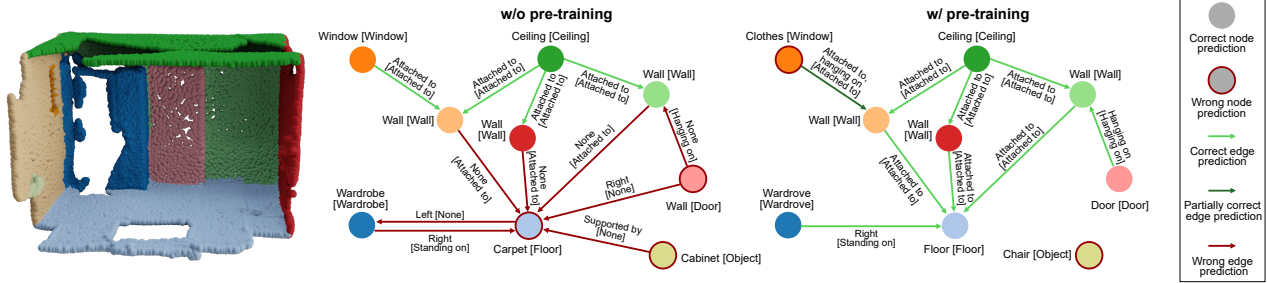 w/o pre-training
Window [Window]
Ceiling [Ceiling]
Attached to
[Attached to]
Attached to
[Attached to]
Attached to
[Attached to]
Attached to
[Attached to]
Wall [Wall]
Wall [Wall]
Wall
[Wall]
None
[Attached to]
None
[Attached to]
None
[Attached to]
None
[Hanging on]
Wardrobe
[Wardrobe]
Left [None]
Right
[Standing on]
Right
[None]
Wall [Door]
Supported by
[None]
Carpet [Floor]
Cabinet [Object]
w/ pre-training
Clothes [Window]
Ceiling [Ceiling]
Attached to,
hanging on
[Attached to]
Attached to
[Attached to]
Attached to
[Attached to]
Attached to
[Attached to]
Wall [Wall]
Wall [Wall]
Wall
[Wall]
Attached to
[Attached to]
Attached to
[Attached to]
Attached to
[Attached to]
Hanging on
[Hanging on]
Wardrove
[Wardrove]
Right
[Standing on]
Door [Door]
Floor [Floor]
Chair [Object]
Correct node
prediction
Wrong node
prediction
Correct edge
prediction
Partially correct
edge prediction
Wrong edge
prediction